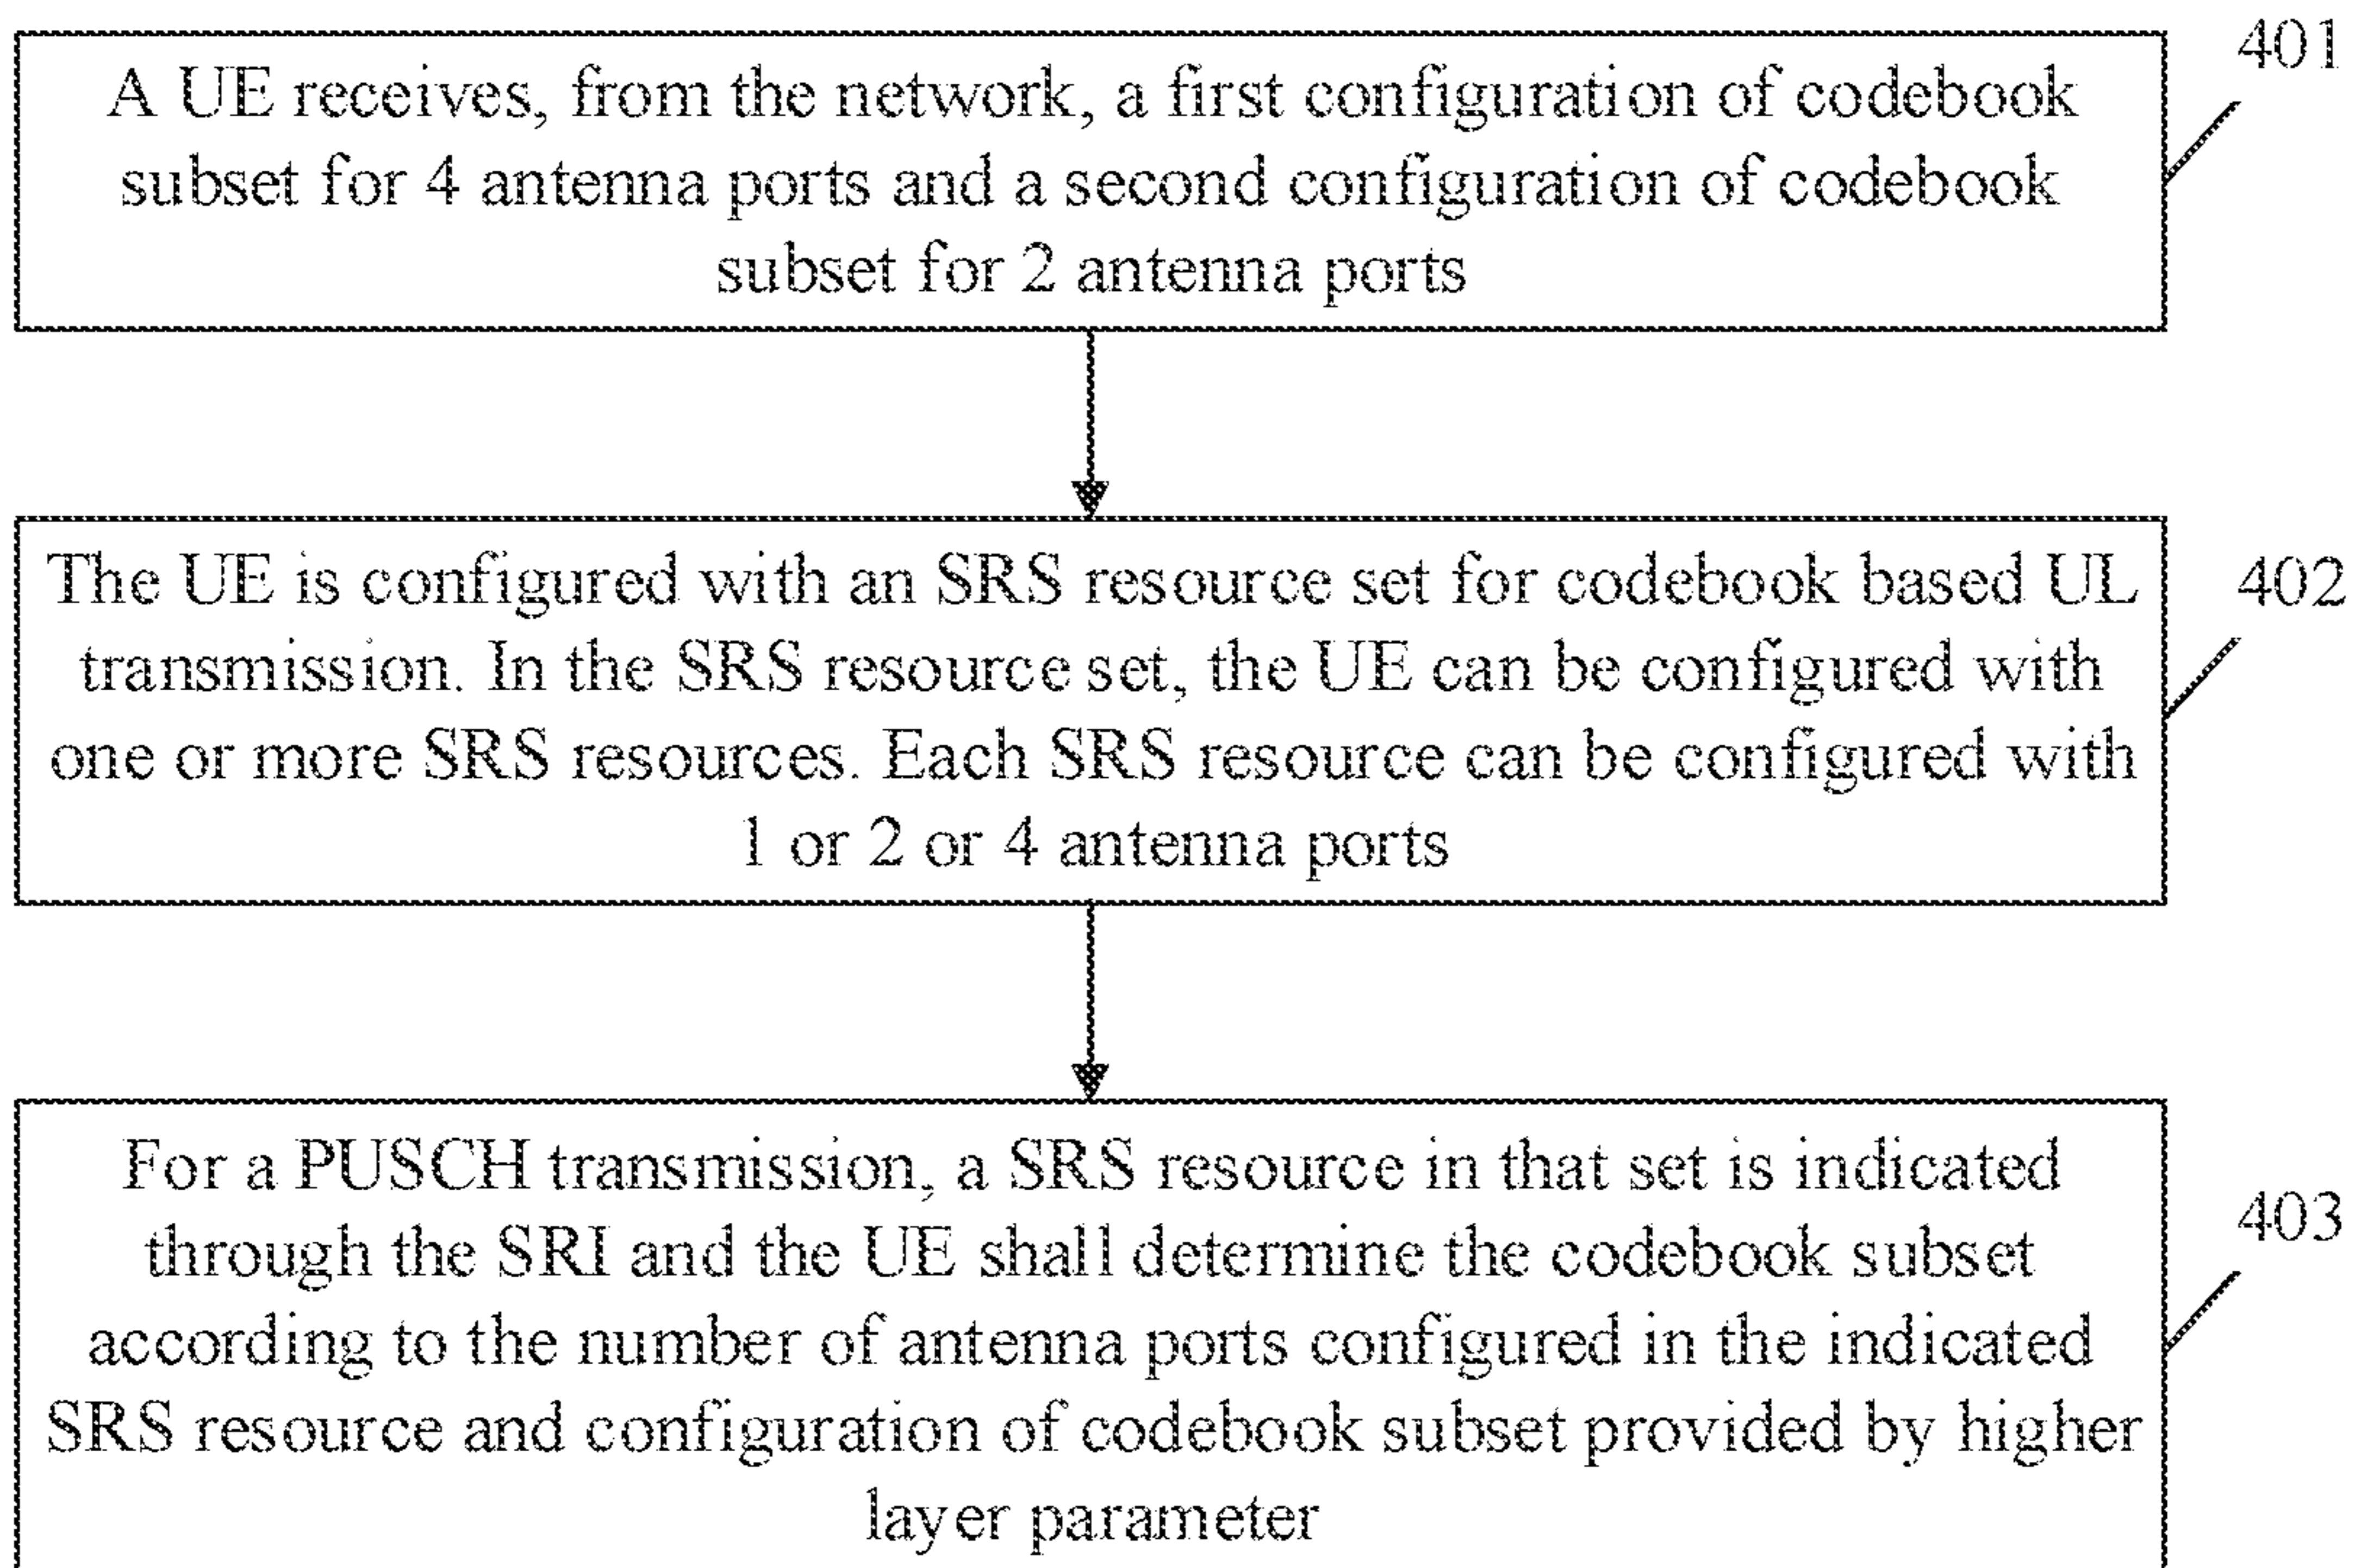 401
A UE receives, from the network, a first configuration of codebook
subset for 4 antenna ports and a second configuration of codebook
subset for 2 antenna ports
402
The UE is configured with an SRS resource set for codebook based UL
transmission. In the SRS resource set, the UE can be configured with
one or more SRS resources. Each SRS resource can be configured with
1 or 2 or 4 antenna ports
403
For a PUSCH transmission, a SRS resource in that set is indicated
through the SRI and the UE shall determine the codebook subset
according to the number of antenna ports configured in the indicated
SRS resource and configuration of codebook subset provided by higher
layer parameter